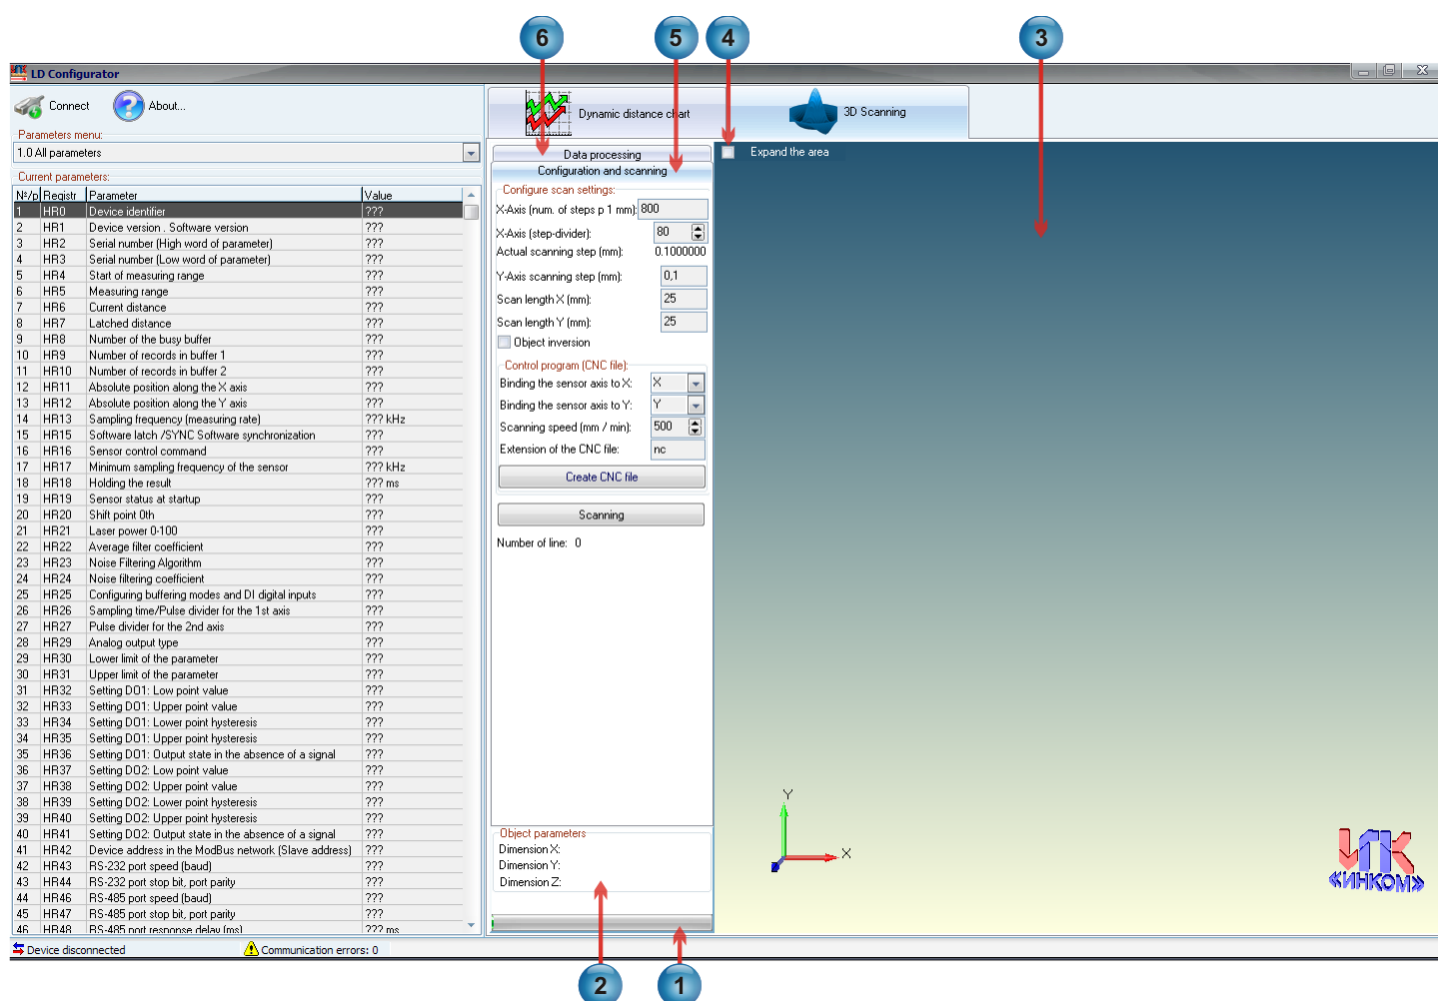 6 5 4 3
LD Configurator
Connect About...
Parameters menu:
1.0 All parameters
Current parameters:
№/p Registr Parameter Value
1 HR0 Device identifier ???
2 HR1 Device version . Software version ???
3 HR2 Serial number (High word of parameter) ???
4 HR3 Serial number (Low word of parameter) ???
5 HR4 Start of measuring range ???
6 HR5 Measuring range ???
7 HR6 Current distance ???
8 HR7 Latched distance ???
9 HR8 Number of the busy buffer ???
10 HR9 Number of records in buffer 1 ???
11 HR10 Number of records in buffer 2 ???
12 HR11 Absolute position along the X axis ???
13 HR12 Absolute position along the Y axis ???
14 HR13 Sampling frequency (measuring rate) ??? kHz
15 HR15 Software latch /SYNC Software synchronization ???
16 HR16 Sensor control command ???
17 HR17 Minimum sampling frequency of the sensor ??? kHz
18 HR18 Holding the result ??? ms
19 HR19 Sensor status at startup ???
20 HR20 Shift point 0th ???
21 HR21 Laser power 0-100 ???
22 HR22 Average filter coefficient ???
23 HR23 Noise Filtering Algorithm ???
24 HR24 Noise filtering coefficient ???
25 HR25 Configuring buffering modes and DI digital inputs ???
26 HR26 Sampling time/Pulse divider for the 1st axis ???
27 HR27 Pulse divider for the 2nd axis ???
28 HR29 Analog output type ???
29 HR30 Lower limit of the parameter ???
30 HR31 Upper limit of the parameter ???
31 HR32 Setting DO1: Low point value ???
32 HR33 Setting DO1: Upper point value ???
33 HR34 Setting DO1: Lower point hysteresis ???
34 HR35 Setting DO1: Upper point hysteresis ???
35 HR36 Setting DO1: Output state in the absence of a signal ???
36 HR37 Setting DO2: Low point value ???
37 HR38 Setting DO2: Upper point value ???
38 HR39 Setting DO2: Lower point hysteresis ???
39 HR40 Setting DO2: Upper point hysteresis ???
40 HR41 Setting DO2: Output state in the absence of a signal ???
41 HR42 Device address in the ModBus network (Slave address) ???
42 HR43 RS-232 port speed (baud) ???
43 HR44 RS-232 port stop bit, port parity ???
44 HR46 RS-485 port speed (baud) ???
45 HR47 RS-485 port stop bit, port parity ???
46 HR48 RS-485 port response delay (ms) ??? ms
Device disconnected Communication errors: 0
Dynamic distance chart 3D Scanning
Data processing
Configuration and scanning
Configure scan settings:
X-Axis (num. of steps p 1 mm): 800
X-Axis (step-divider): 80
Actual scanning step (mm): 0.1000000
Y-Axis scanning step (mm): 0,1
Scan length X (mm): 25
Scan length Y (mm): 25
Object inversion
Control program (CNC file):
Binding the sensor axis to X: X
Binding the sensor axis to Y: Y
Scanning speed (mm / min): 500
Extension of the CNC file: nc
Create CNC file
Scanning
Number of line: 0
Object parameters
Dimension X:
Dimension Y:
Dimension Z:
Expand the area
Y
X
ИПК
«ИНКОМ»
2 1